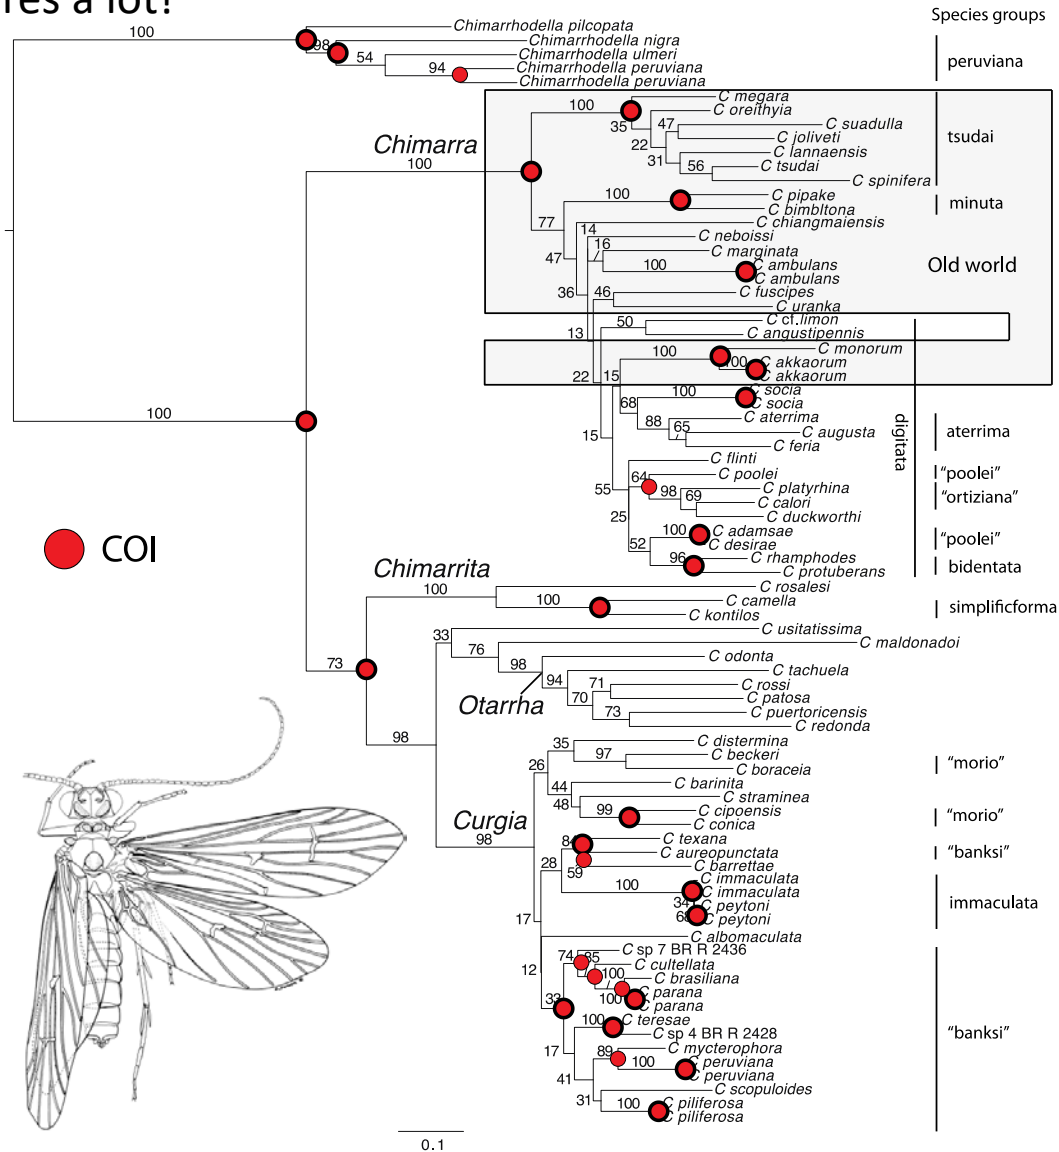 res a lot!
Species groups
100
98
54
94
Chimarrhodella pilcopata
Chimarrhodella nigra
Chimarrhodella ulmeri
Chimarrhodella peruviana
Chimarrhodella peruviana
peruviana
Chimarra
100
100
35
47
22
31
56
C megara
C oreithyia
C suadulla
C joliveti
C lannaensis
C tsudai
C spinifera
tsudai
100
C pipake
C bimbltona
minuta
77
47
14
16
100
36
46
C chiangmaiensis
C neboissi
C marginata
C ambulans
C ambulans
C fuscipes
C uranka
Old world
13
50
C cf.limon
C angustipennis
100
100
C monorum
C akkaorum
C akkaorum
22
15
100
68
88
65
15
C socia
C socia
C aterrima
C augusta
C feria
digitata
aterrima
55
64
98
69
25
C flinti
C poolei
C platyrhina
C calori
C duckworthi
"poolei"
"ortiziana"
100
52
96
C adamsae
C desirae
C rhamphodes
C protuberans
"poolei"
bidentata
100
COI
Chimarrita
100
100
C rosalesi
C camella
C kontilos
simplificforma
73
33
76
98
94
71
70
73
Otarrha
C usitatissima
C maldonadoi
C odonta
C tachuela
C rossi
C patosa
C puertoricensis
C redonda
98
Curgia
98
35
97
26
44
48
99
C distermina
C beckeri
C boraceia
"morio"
C barinita
C straminea
C cipoensis
C conica
"morio"
84
59
28
100
34
68
C texana
C aureopunctata
C barrettae
"banksi"
C immaculata
C immaculata
C peytoni
C peytoni
immaculata
17
12
74
85
100
100
33
C albomaculata
C sp 7 BR R 2436
C cultellata
C brasiliana
C parana
C parana
100
17
89
100
41
31
100
C teresae
C sp 4 BR R 2428
C mycterophora
C peruviana
C peruviana
C scopuloides
C piliferosa
C piliferosa
"banksi"
0.1